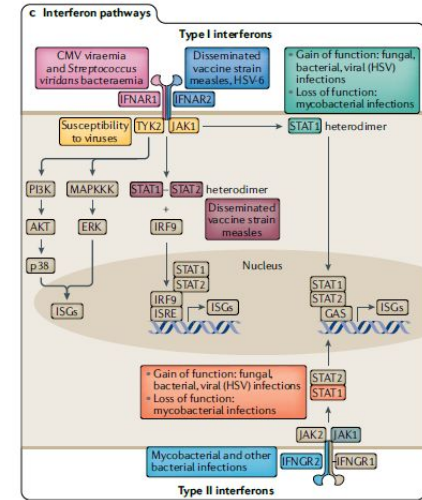 c Interferon pathways
Type I interferons
CMV viraemia
and Streptococcus
viridans bacteraemia
Disseminated
vaccine strain
measles, HSV-6
• Gain of function: fungal,
bacterial, viral (HSV)
infections
• Loss of function:
mycobacterial infections
IFNAR1
IFNAR2
Susceptibility
to viruses
TYK2
JAK1
STAT1 heterodimer
PI3K
MAPKKK
STAT1 – STAT2 heterodimer
+
Disseminated
vaccine strain
measles
AKT
ERK
IRF9
p38
Nucleus
ISGs
STAT1
STAT2
IRF9
ISRE
ISGs
STAT1
STAT2
GAS
ISGs
• Gain of function: fungal,
bacterial, viral (HSV) infections
• Loss of function:
mycobacterial infections
STAT2
STAT1
JAK2
JAK1
Mycobacterial and other
bacterial infections
IFNGR2
IFNGR1
Type II interferons